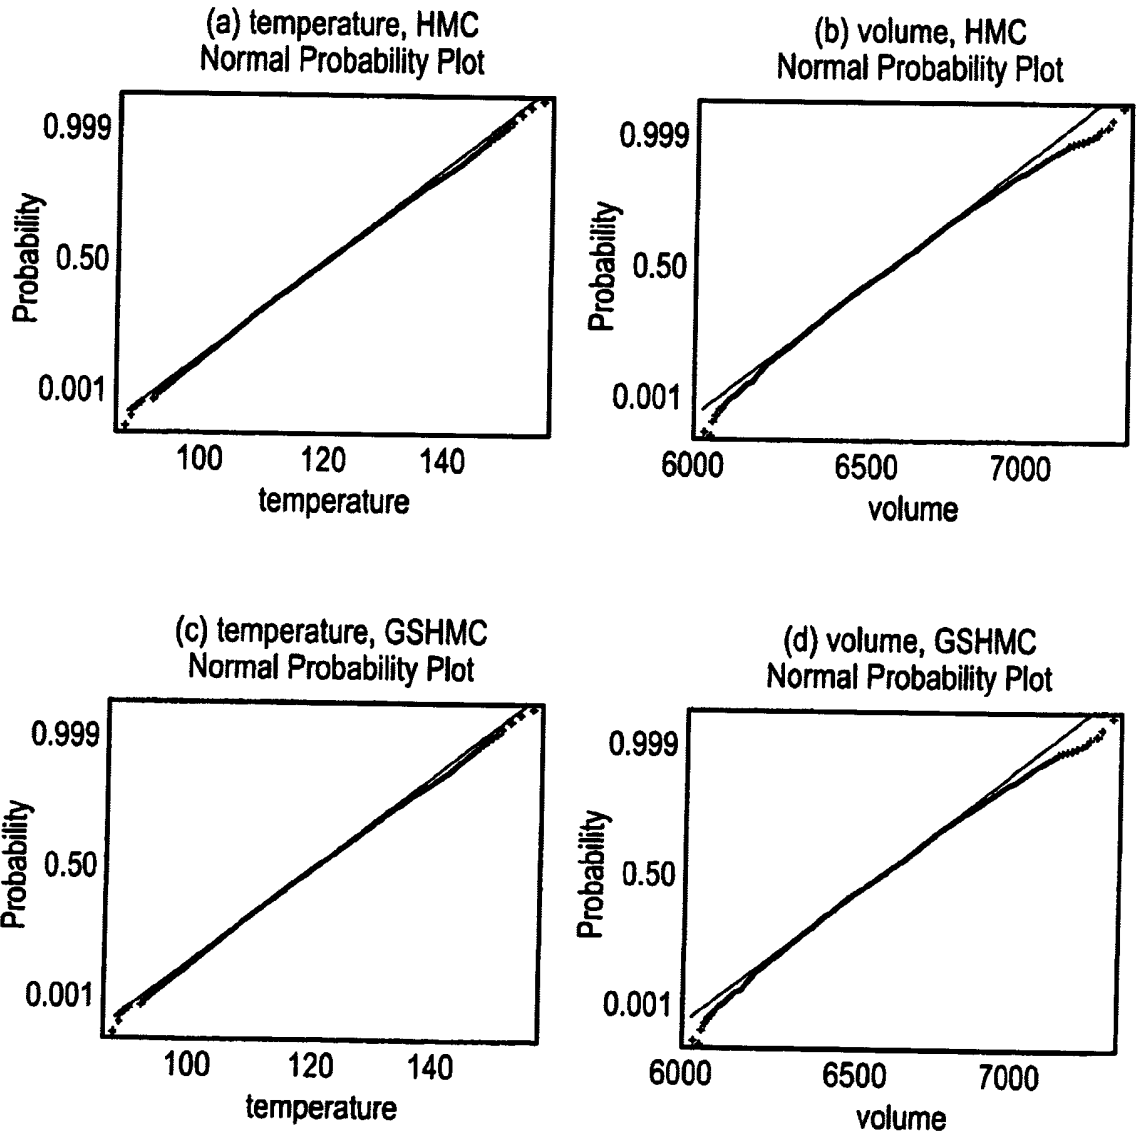 (a) temperature, HMC
Normal Probability Plot
0.999
0.50
0.001
Probability
100 120 140
temperature
(b) volume, HMC
Normal Probability Plot
0.999
0.50
0.001
Probability
6000 6500 7000
volume
(c) temperature, GSHMC
Normal Probability Plot
0.999
0.50
0.001
Probability
100 120 140
temperature
(d) volume, GSHMC
Normal Probability Plot
0.999
0.50
0.001
Probability
6000 6500 7000
volume